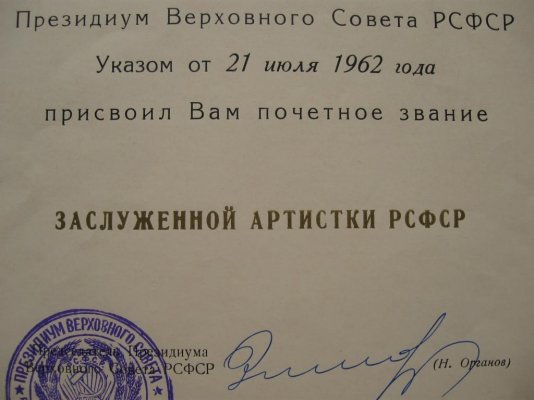 Президиум Верховного Совета РСФСР
Указом от 21 июля 1962 года
присвоил Вам почетное звание
ЗАСЛУЖЕННОЙ АРТИСТКИ РСФСР
ПРЕЗИДИУМ ВЕРХОВНОГО СОВЕТА
Председатель Президиума
Верховного Совета РСФСР
(Н. Органов)